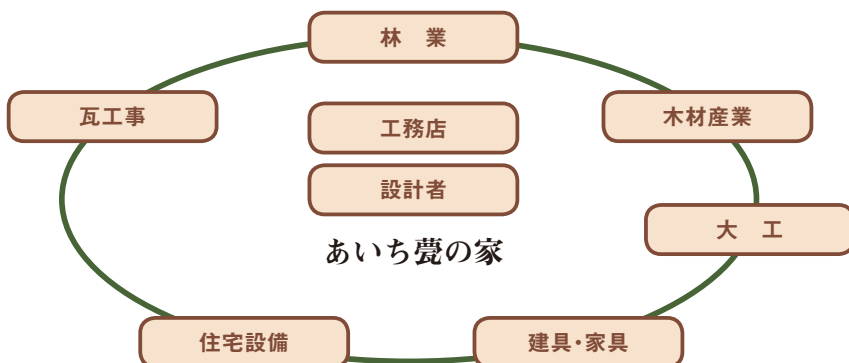 林　業
瓦工事
木材産業
工務店
設計者
大　工
あいち甍の家
住宅設備
建具・家具